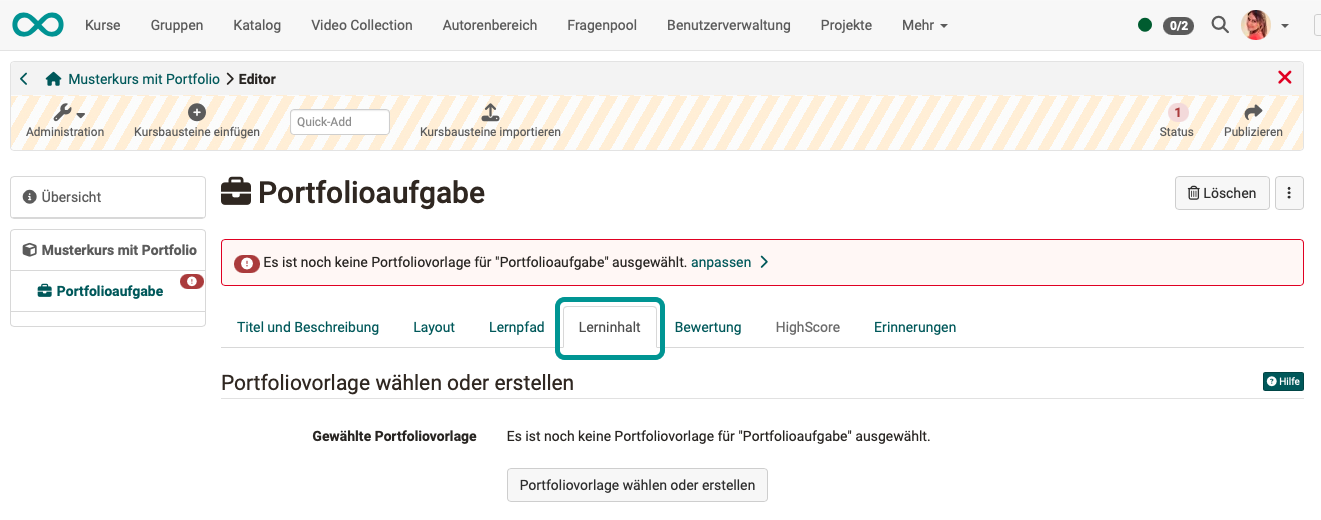 Kurse Gruppen Katalog Video Collection Autorenbereich Fragenpool Benutzerverwaltung Projekte Mehr 0/2
Musterkurs mit Portfolio Editor
Administration Kursbausteine einfügen Quick-Add Kursbausteine importieren 1 Status Publizieren
Übersicht
Musterkurs mit Portfolio
Portfolioaufgabe
Portfolioaufgabe Löschen
Es ist noch keine Portfoliovorlage für "Portfolioaufgabe" ausgewählt. anpassen
Titel und Beschreibung Layout Lernpfad Lerninhalt Bewertung HighScore Erinnerungen
Portfoliovorlage wählen oder erstellen Hilfe
Gewählte Portfoliovorlage Es ist noch keine Portfoliovorlage für "Portfolioaufgabe" ausgewählt.
Portfoliovorlage wählen oder erstellen